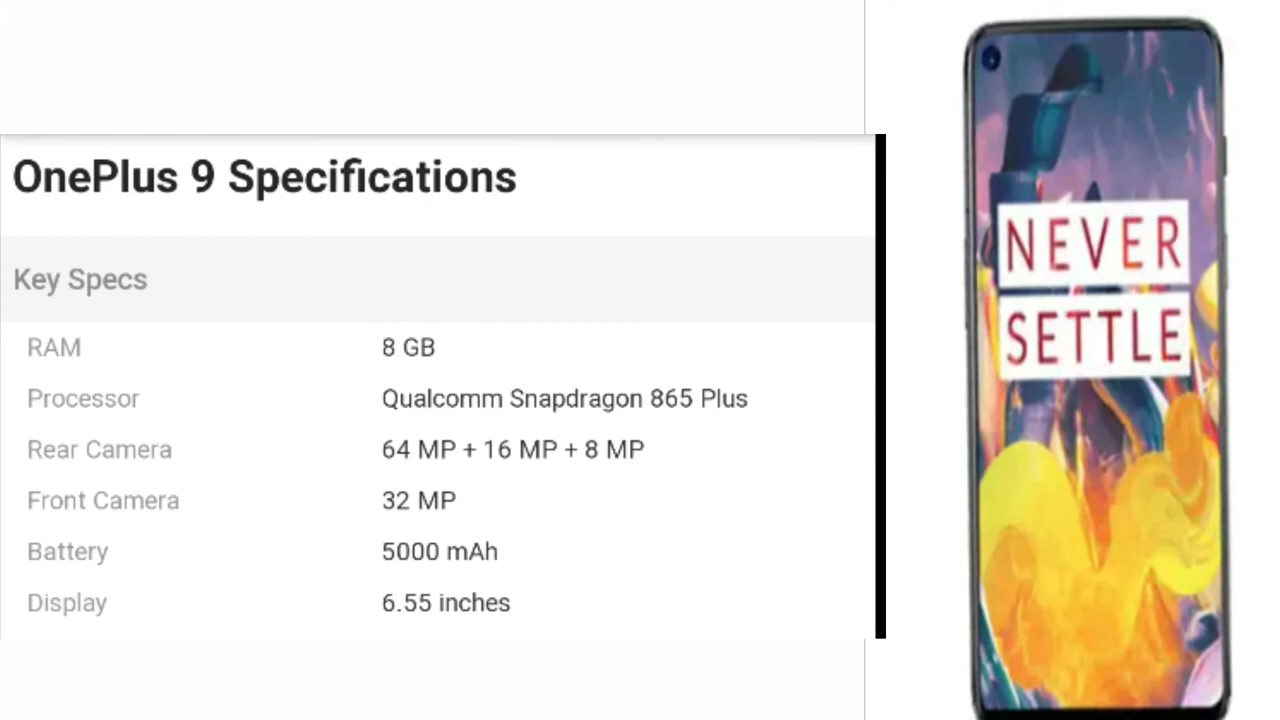 OnePlus 9 Specifications
Key Specs
RAM 8 GB
Processor Qualcomm Snapdragon 865 Plus
Rear Camera 64 MP + 16 MP + 8 MP
Front Camera 32 MP
Battery 5000 mAh
Display 6.55 inches
NEVER
SETTLE